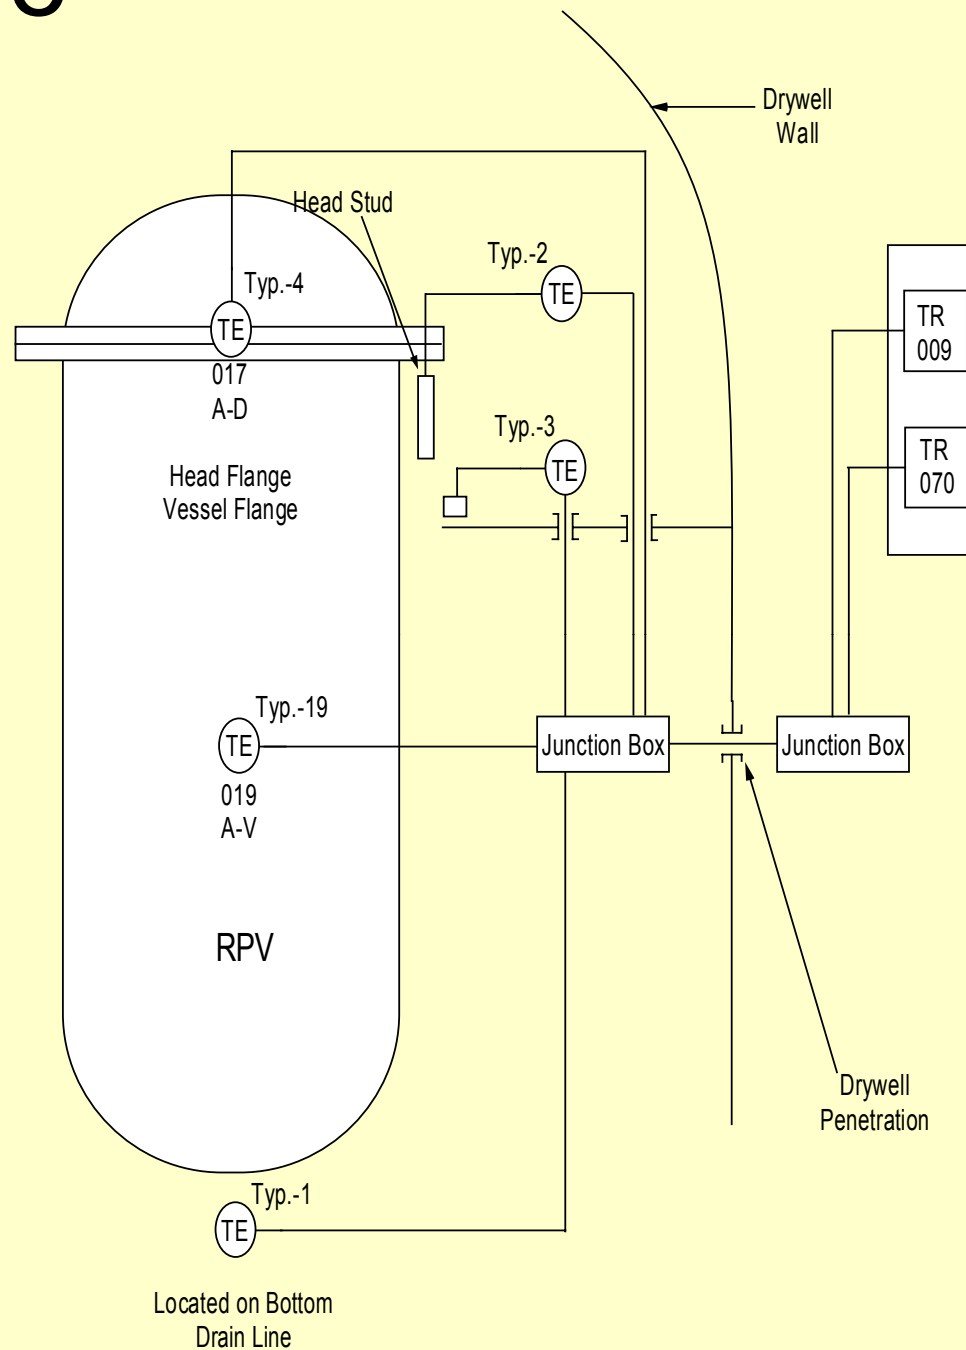 Drywell
Wall
Head Stud
Typ.-2
TE
Typ.-4
TE
017
A-D
TR
009
Typ.-3
TE
TR
070
Head Flange
Vessel Flange
Typ.-19
TE
019
A-V
Junction Box
Junction Box
RPV
Drywell
Penetration
Typ.-1
TE
Located on Bottom
Drain Line